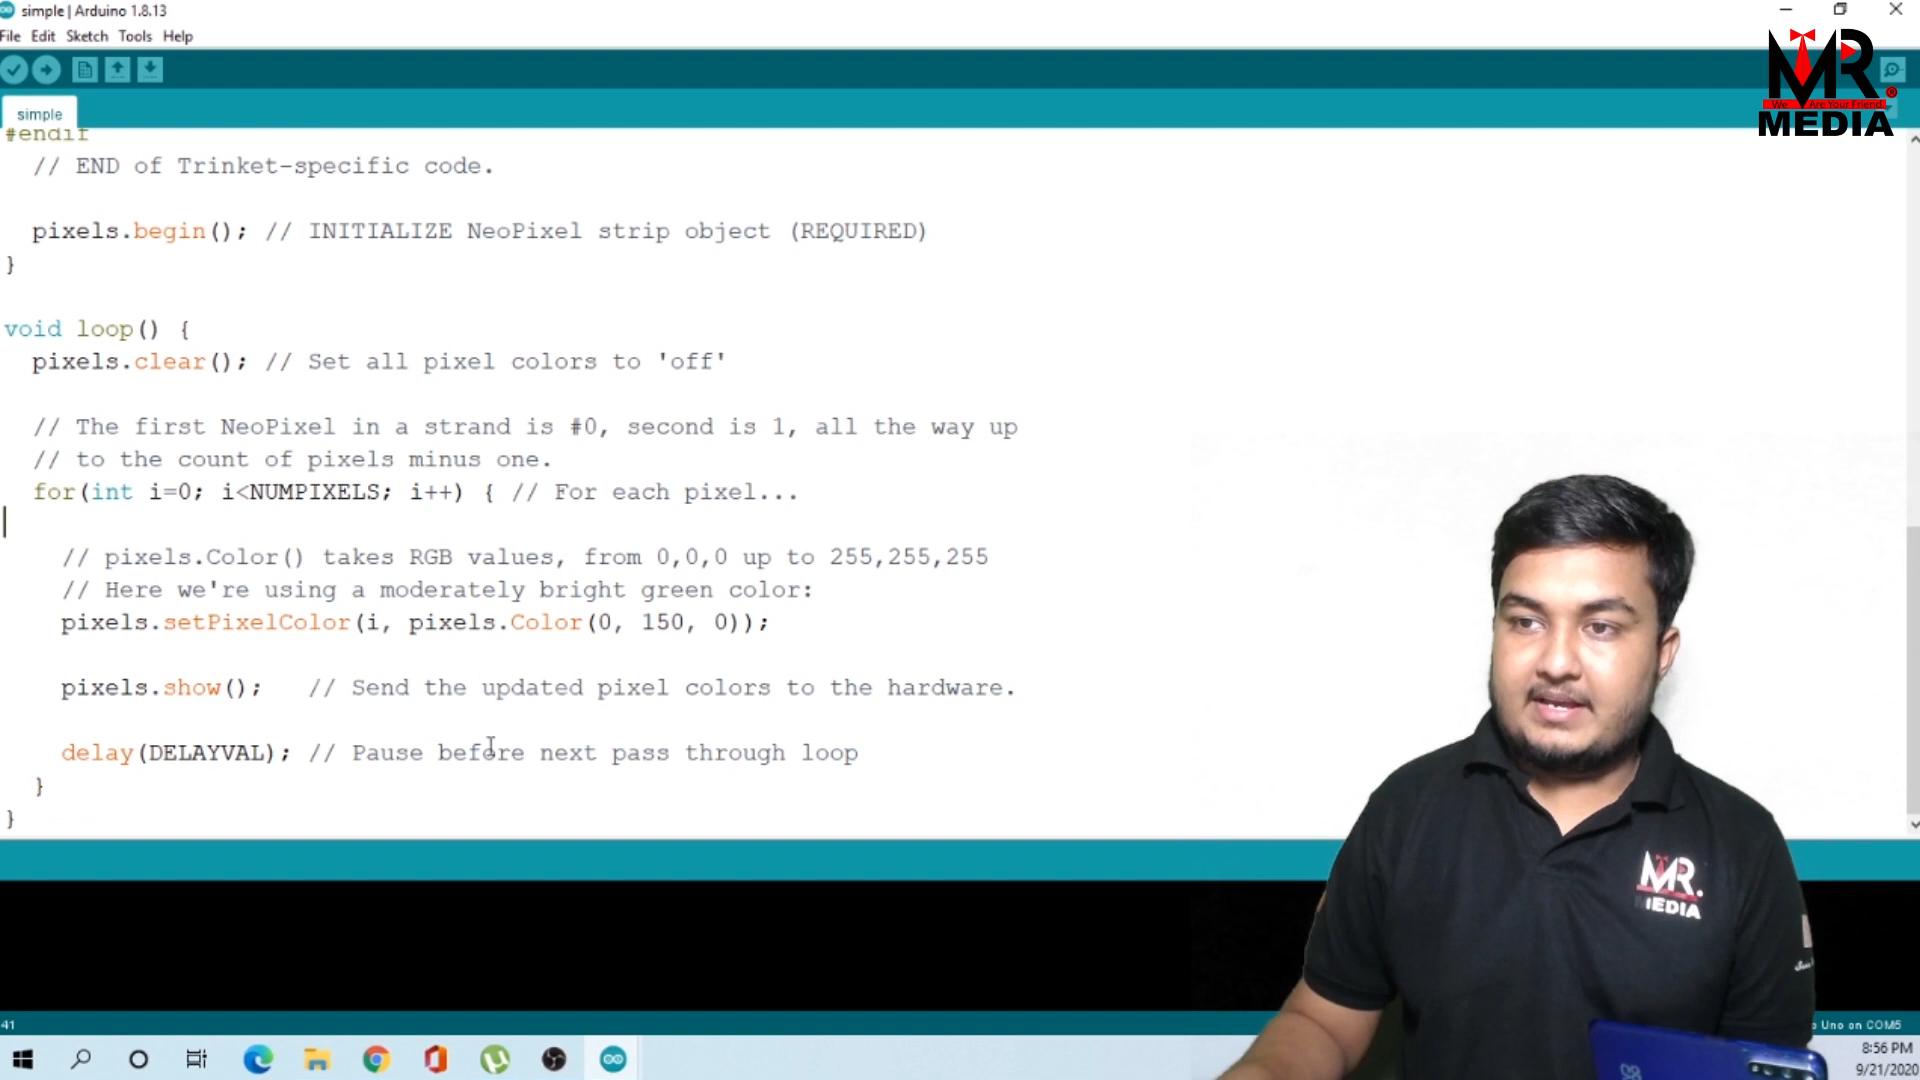 simple | Arduino 1.8.13
File Edit Sketch Tools Help
MR.
We Are Your Friend
MEDIA
simple
#endif
// END of Trinket-specific code.
pixels.begin(); // INITIALIZE NeoPixel strip object (REQUIRED)
}
void loop() {
pixels.clear(); // Set all pixel colors to 'off'
// The first NeoPixel in a strand is #0, second is 1, all the way up
// to the count of pixels minus one.
for(int i=0; i<NUMPIXELS; i++) { // For each pixel...
// pixels.Color() takes RGB values, from 0,0,0 up to 255,255,255
// Here we're using a moderately bright green color:
pixels.setPixelColor(i, pixels.Color(0, 150, 0));
pixels.show(); // Send the updated pixel colors to the hardware.
delay(DELAYVAL); // Pause before next pass through loop
}
}
MR.
MEDIA
41
Uno on COM5
8:56 PM
9/21/2020